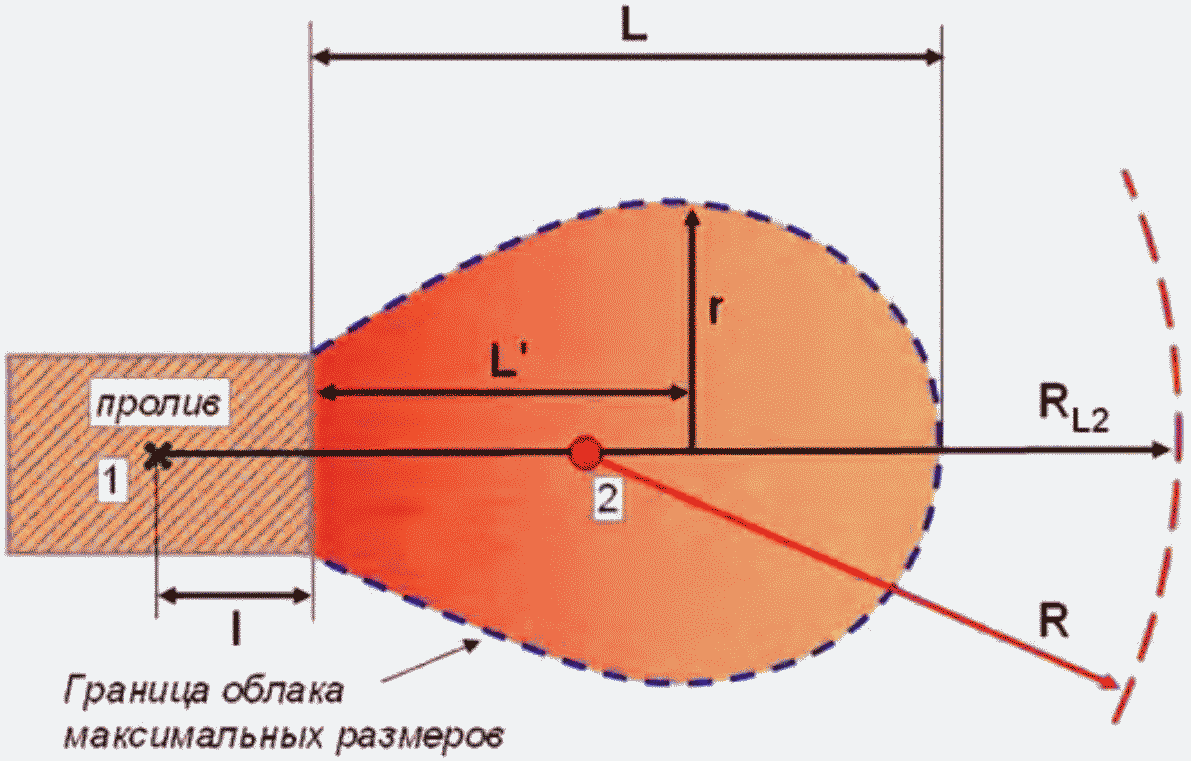 L
r
L'
пролив
R L2
1
2
l
R
Граница облака
максимальных размеров